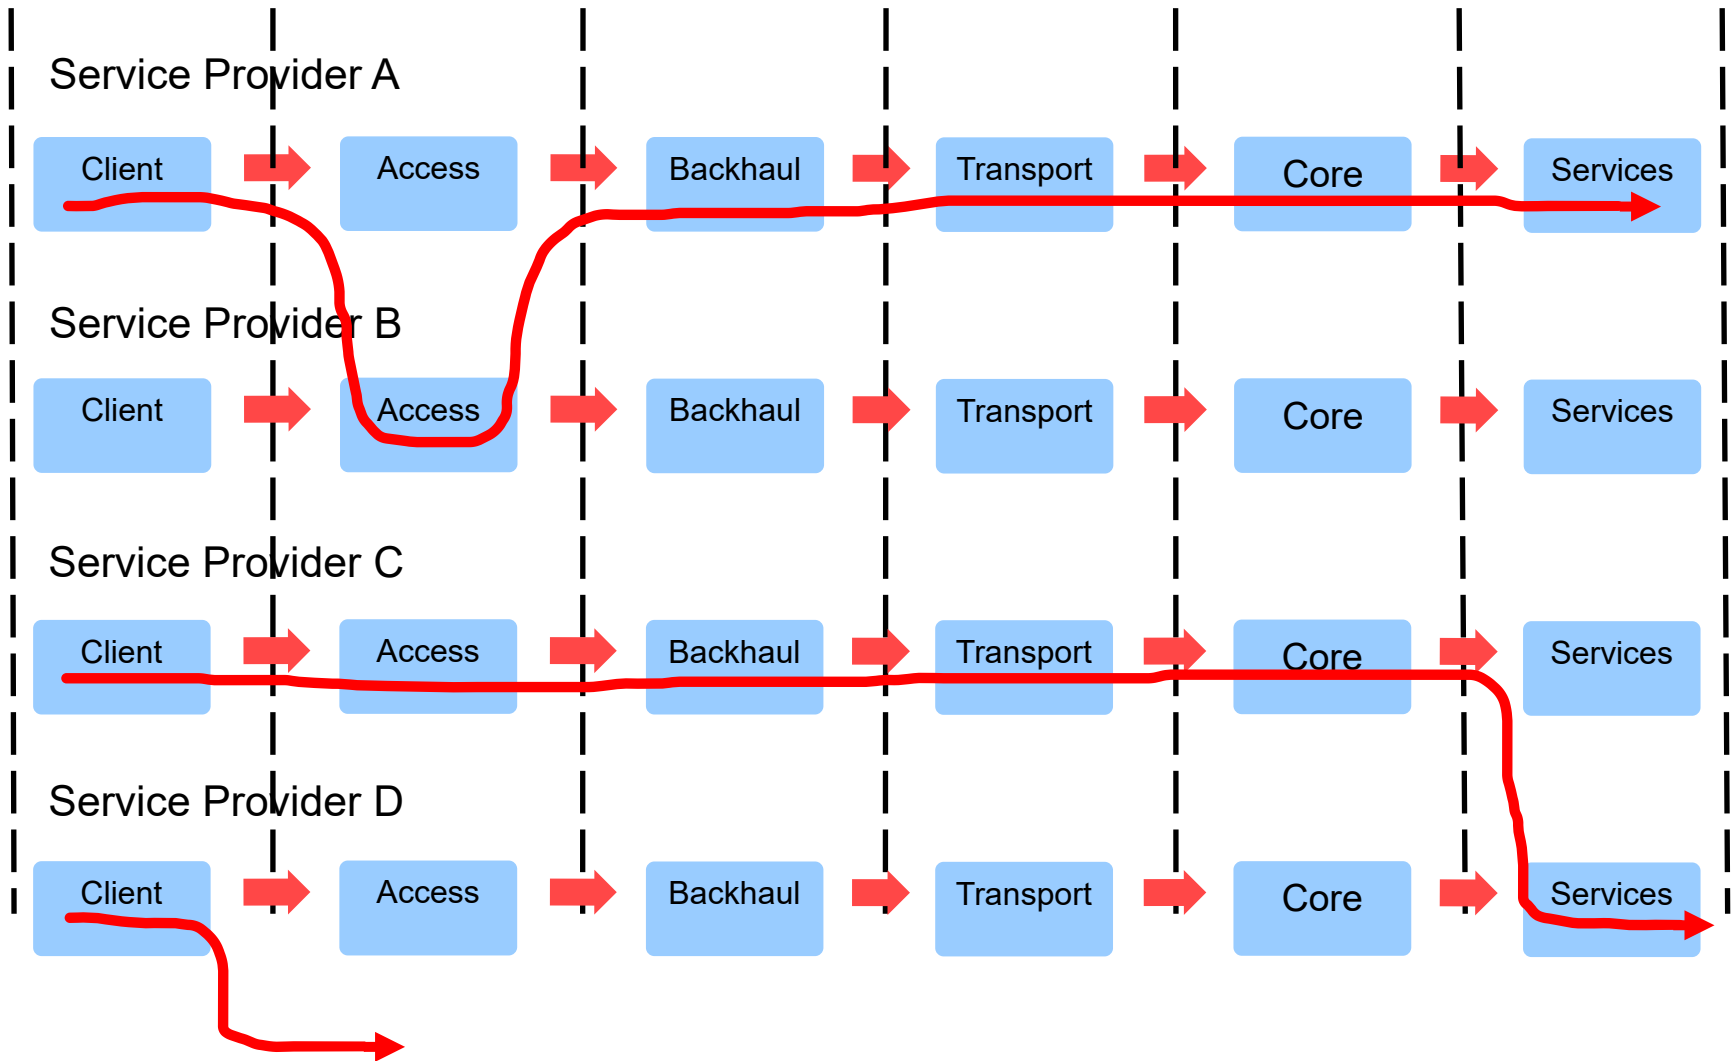 Service Provider A
Client Access Backhaul Transport Core Services
Service Provider B
Client Access Backhaul Transport Core Services
Service Provider C
Client Access Backhaul Transport Core Services
Service Provider D
Client Access Backhaul Transport Core Services